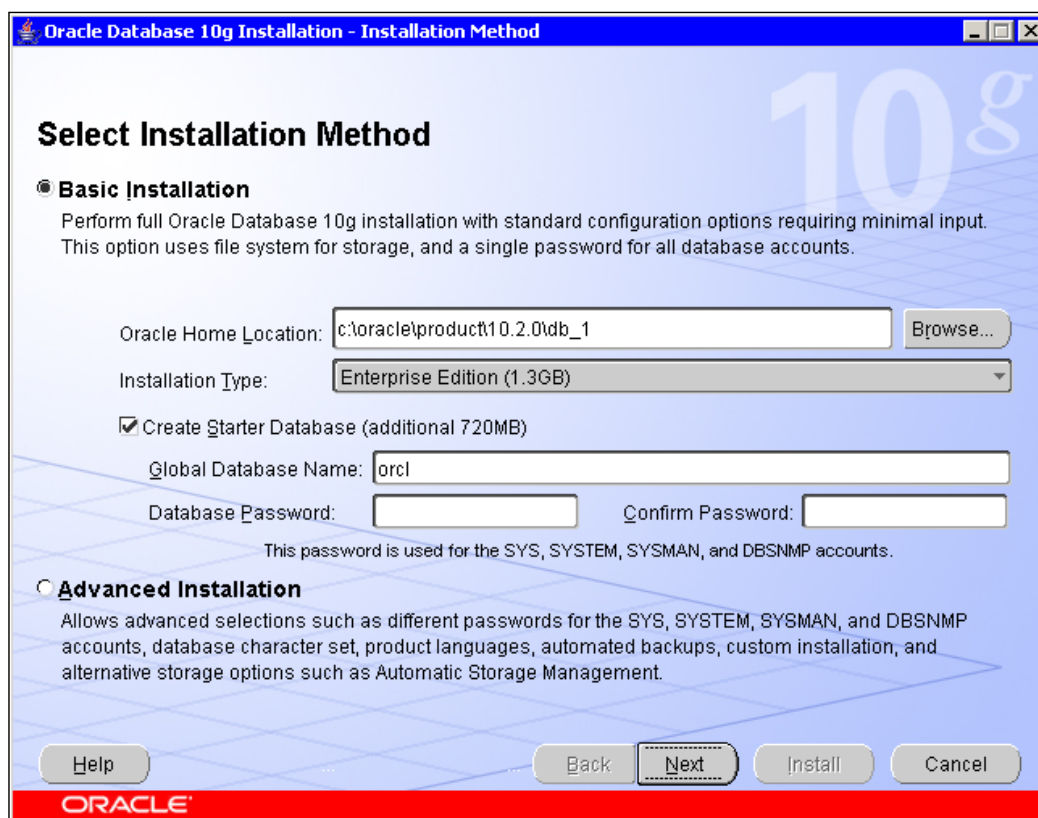 Oracle Database 10g Installation - Installation Method
10g
Select Installation Method
Basic Installation
Perform full Oracle Database 10g installation with standard configuration options requiring minimal input.
This option uses file system for storage, and a single password for all database accounts.
Oracle Home Location: c:\oracle\product\10.2.0\db_1 Browse...
Installation Type: Enterprise Edition (1.3GB)
Create Starter Database (additional 720MB)
Global Database Name: orcl
Database Password: Confirm Password:
This password is used for the SYS, SYSTEM, SYSMAN, and DBSNMP accounts.
Advanced Installation
Allows advanced selections such as different passwords for the SYS, SYSTEM, SYSMAN, and DBSNMP
accounts, database character set, product languages, automated backups, custom installation, and
alternative storage options such as Automatic Storage Management.
Help Back Next Install Cancel
ORACLE